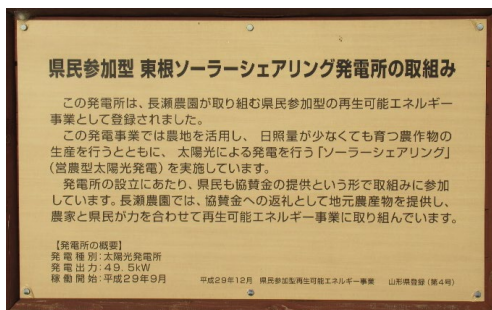 県民参加型 東根ソーラーシェアリング発電所の取組み
この発電所は、長瀬農園が取り組む県民参加型の再生可能エネルギー
事業として登録されました。
この発電事業では農地を活用し、日照量が少なくても育つ農作物の
生産を行うとともに、太陽光による発電を行う「ソーラーシェアリング」
(営農型太陽光発電)を実施しています。
発電所の設立にあたり、県民も協賛金の提供という形で取組みに参加
しています。長瀬農園では、協賛金への返礼として地元農産物を提供し、
農家と県民が力を合わせて再生可能エネルギー事業に取り組んでいます。
【発電所の概要】
発電種別:太陽光発電所
発電出力:49.5kW
稼働開始:平成29年9月
平成29年12月 県民参加型再生可能エネルギー事業 山形県登録(第4号)